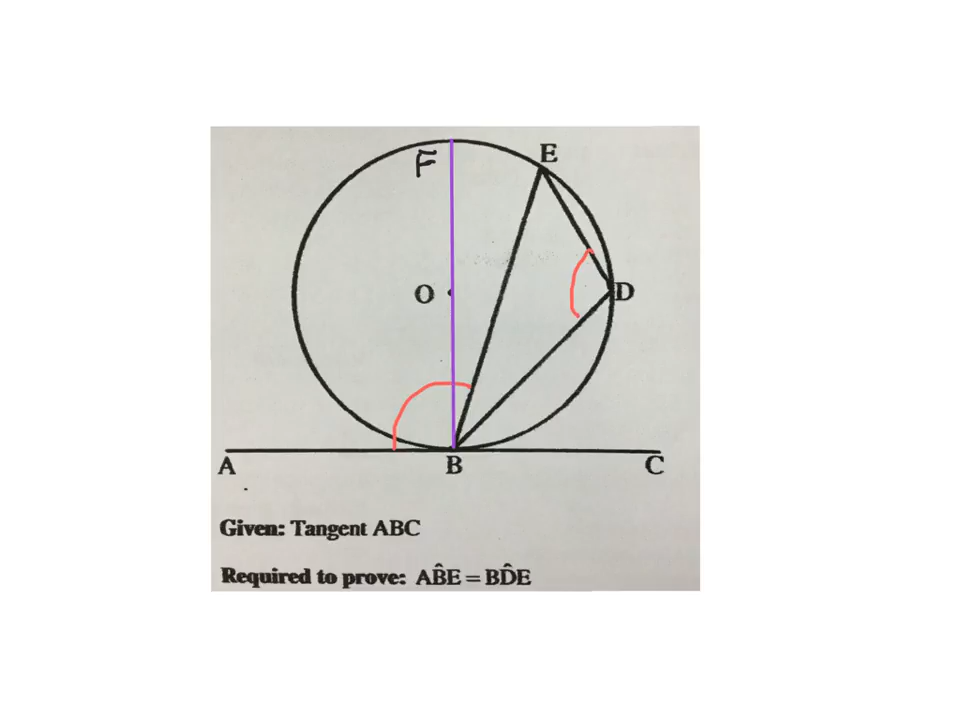 F
E
O
D
A
B
C
Given: Tangent ABC
Required to prove: AB̂E = BD̂E